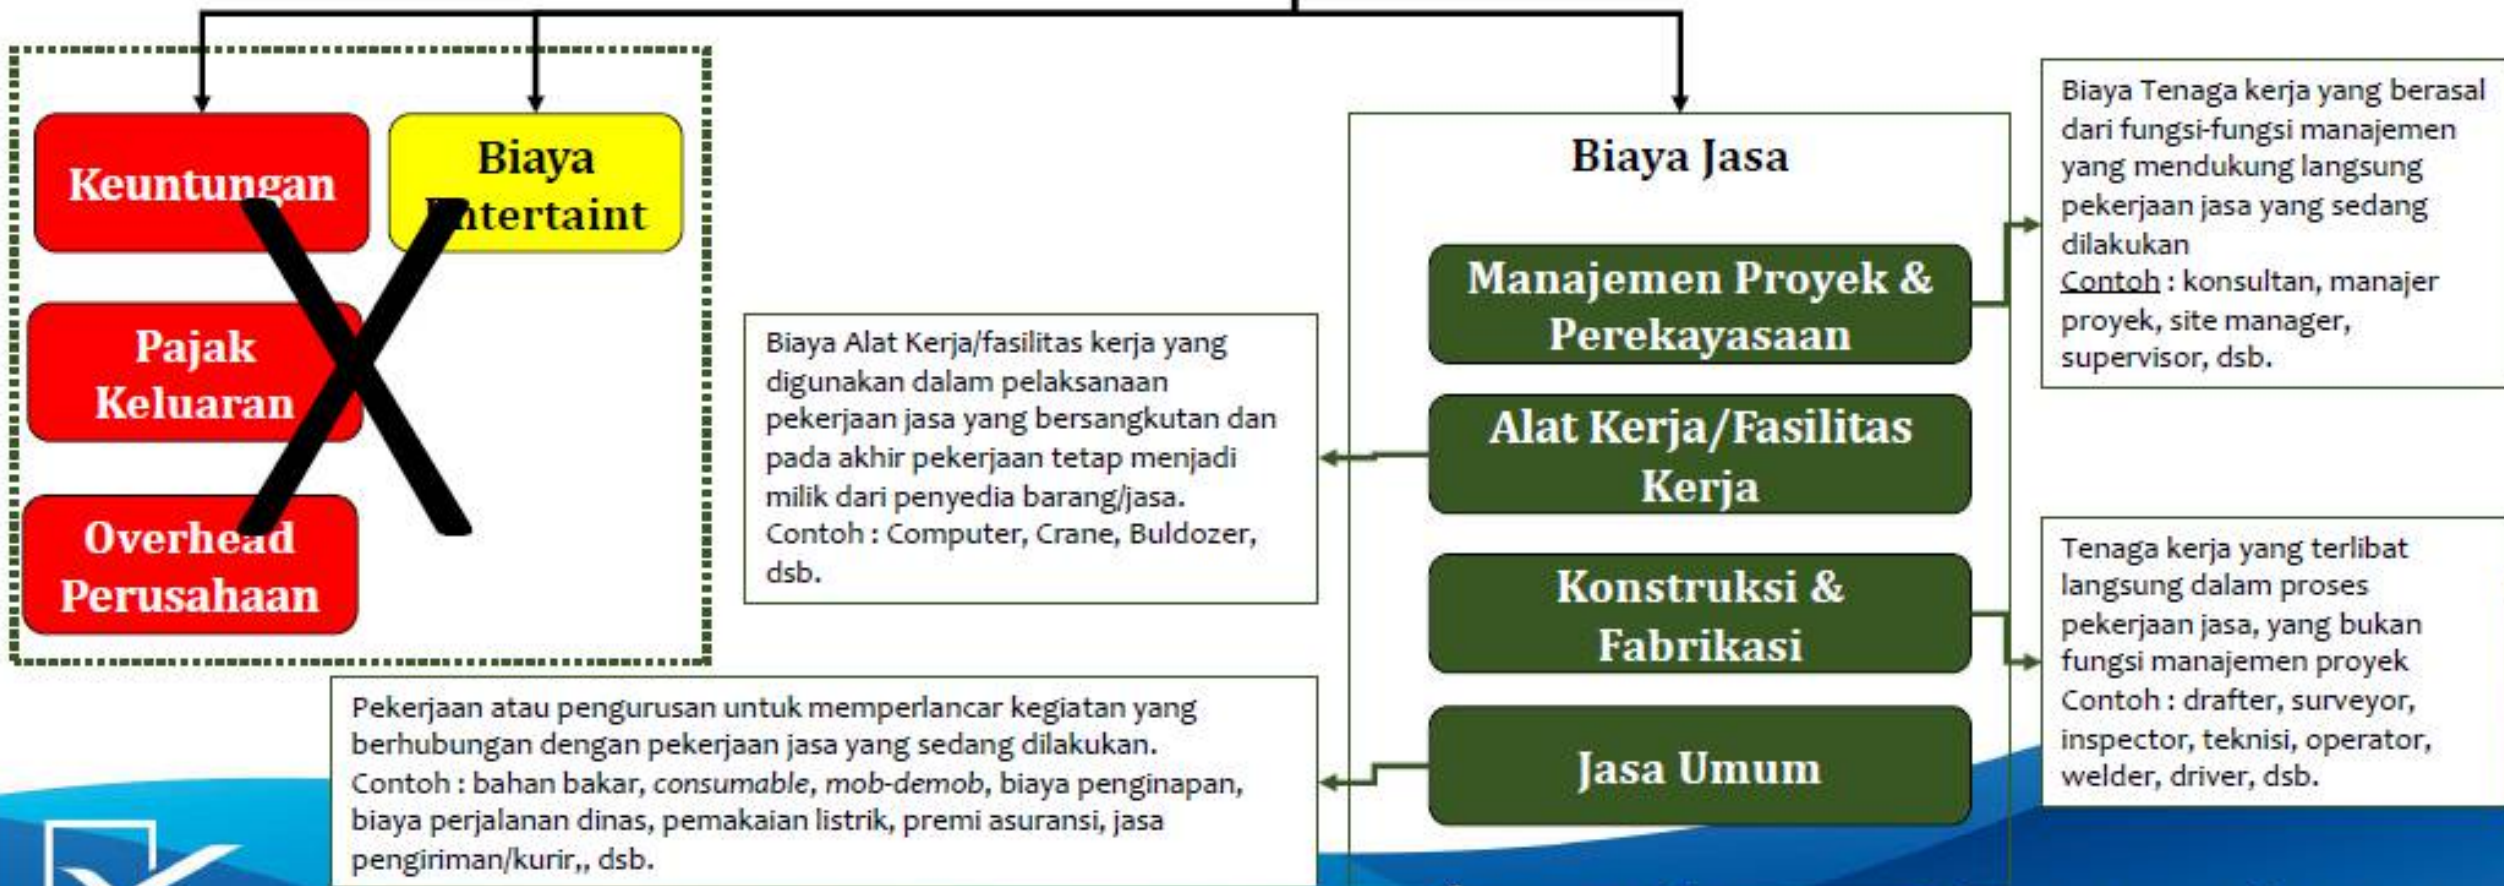 Keuntungan
Biaya
Entertaint
Pajak
Keluaran
Overhead
Perusahaan
Biaya Alat Kerja/fasilitas kerja yang
digunakan dalam pelaksanaan
pekerjaan jasa yang bersangkutan dan
pada akhir pekerjaan tetap menjadi
milik dari penyedia barang/jasa.
Contoh : Computer, Crane, Buldozer,
dsb.
Pekerjaan atau pengurusan untuk memperlancar kegiatan yang
berhubungan dengan pekerjaan jasa yang sedang dilakukan.
Contoh : bahan bakar, consumable, mob-demob, biaya penginapan,
biaya perjalanan dinas, pemakaian listrik, premi asuransi, jasa
pengiriman/kurir,, dsb.
Biaya Jasa
Manajemen Proyek &
Perekayasaan
Alat Kerja/Fasilitas
Kerja
Konstruksi &
Fabrikasi
Jasa Umum
Biaya Tenaga kerja yang berasal
dari fungsi-fungsi manajemen
yang mendukung langsung
pekerjaan jasa yang sedang
dilakukan
Contoh : konsultan, manajer
proyek, site manager,
supervisor, dsb.
Tenaga kerja yang terlibat
langsung dalam proses
pekerjaan jasa, yang bukan
fungsi manajemen proyek
Contoh : drafter, surveyor,
inspector, teknisi, operator,
welder, driver, dsb.